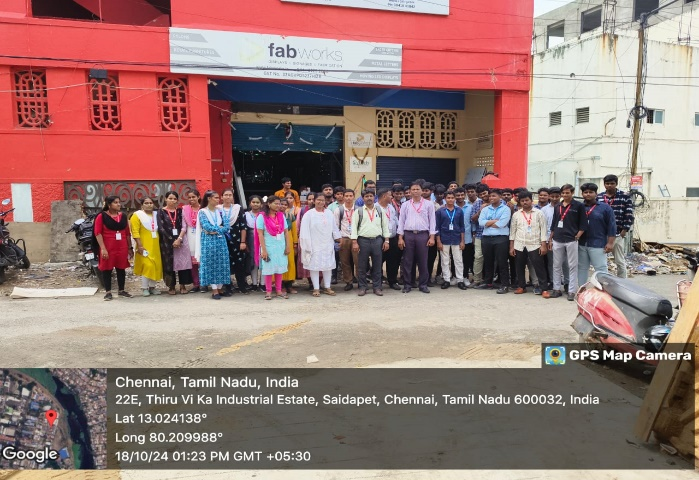 fabworks
GPS Map Camera
Chennai, Tamil Nadu, India
22E, Thiru Vi Ka Industrial Estate, Saidapet, Chennai, Tamil Nadu 600032, India
Lat 13.024138°
Long 80.209988°
18/10/24 01:23 PM GMT +05:30
Google